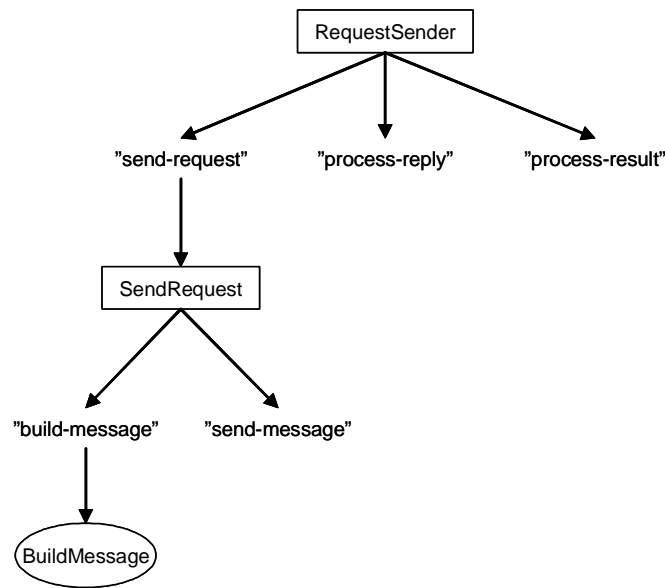 RequestSender
”send-request”
”process-reply”
”process-result”
SendRequest
”build-message”
”send-message”
BuildMessage